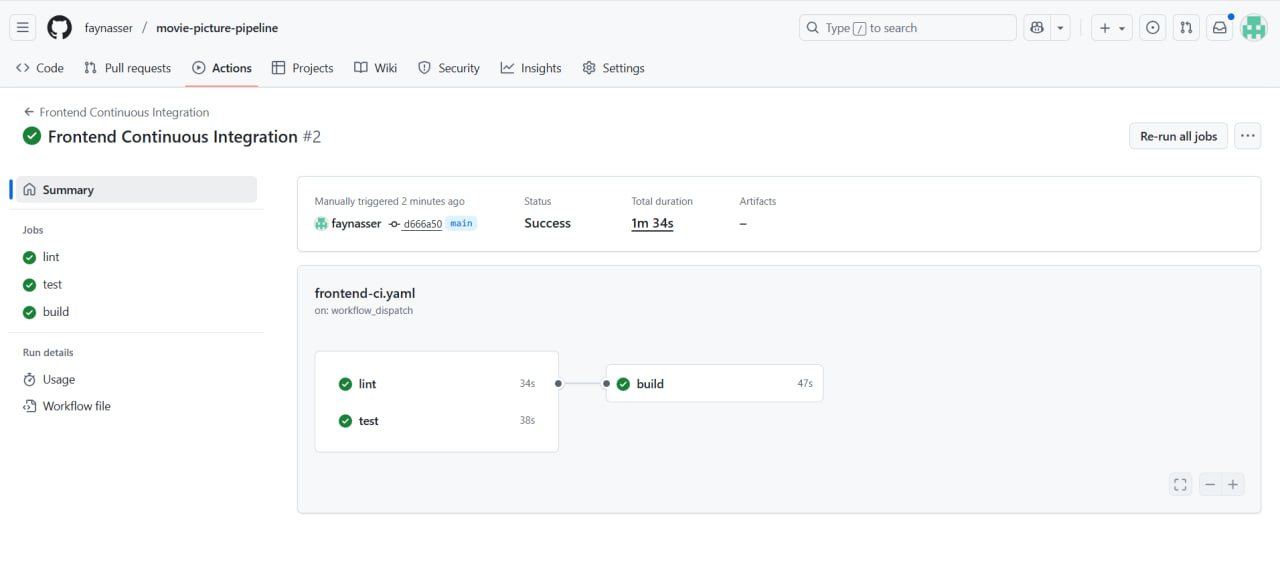 faynasser / movie-picture-pipeline
Type / to search
Code Pull requests Actions Projects Wiki Security Insights Settings
Frontend Continuous Integration
Frontend Continuous Integration #2
Re-run all jobs
Summary
Jobs
lint
test
build
Run details
Usage
Workflow file
Manually triggered 2 minutes ago
faynasser d666a50 main
Status
Success
Total duration
1m 34s
Artifacts
–
frontend-ci.yaml
on: workflow_dispatch
lint 34s
test 38s
build 47s